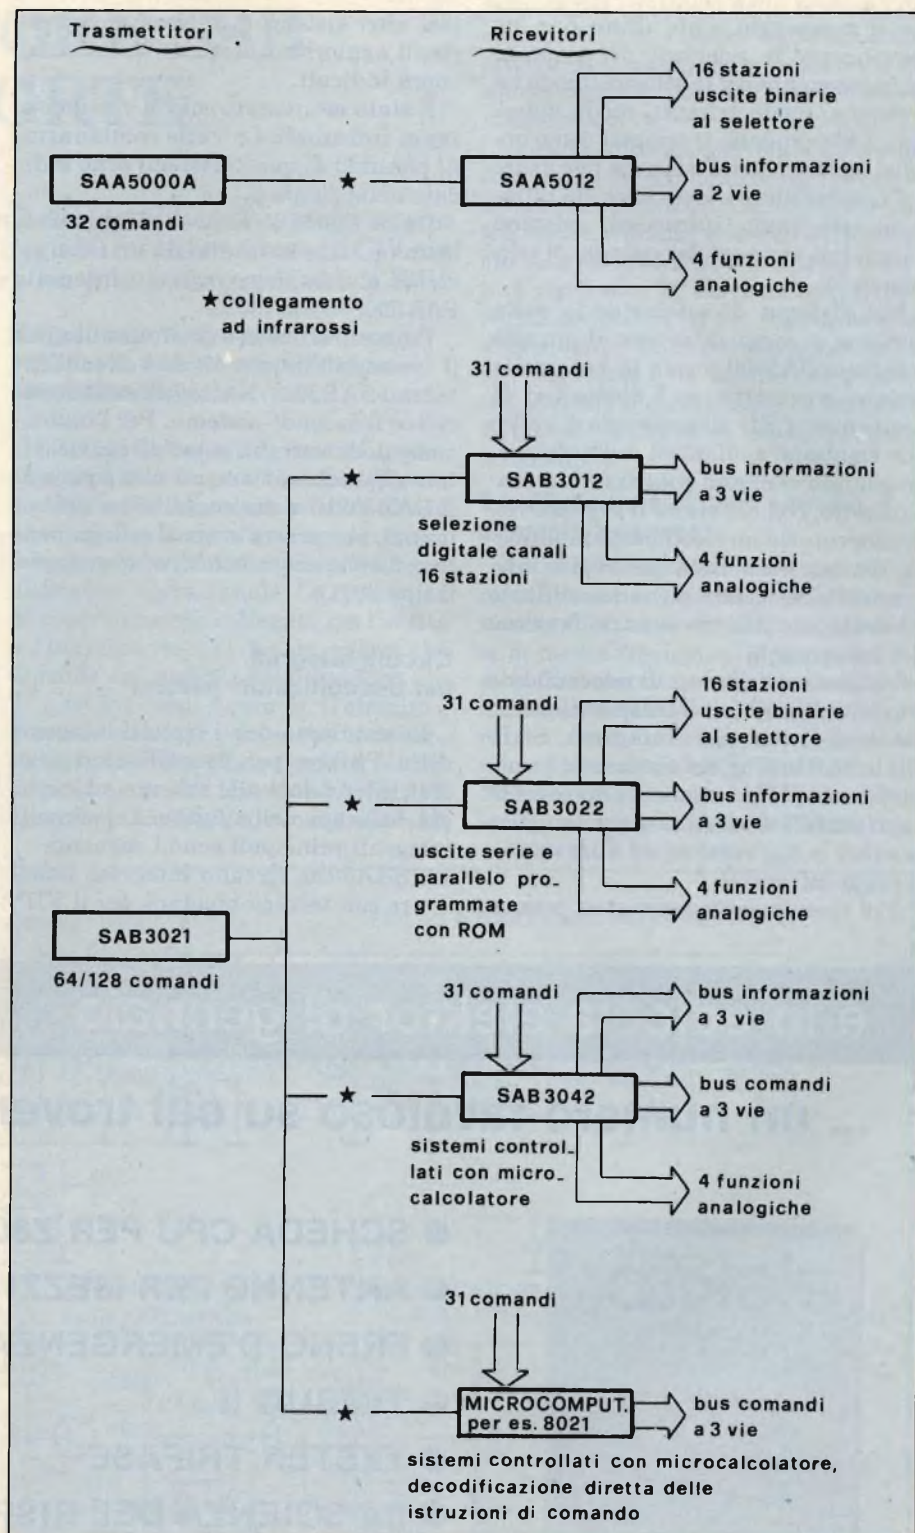 Trasmettitori
Ricevitori
16 stazioni
uscite binarie
al selettore
SAA5000A
★
SAA5012
bus informazioni
a 2 vie
32 comandi
4 funzioni
analogiche
★collegamento
ad infrarossi
31 comandi
★
SAB3012
bus informazioni
a 3 vie
selezione
digitale canali
16 stazioni
4 funzioni
analogiche
16 stazioni
uscite binarie
al selettore
31 comandi
★
SAB3022
bus informazioni
a 3 vie
uscite serie e
parallelo pro_
grammate
con ROM
4 funzioni
analogiche
SAB3021
64/128 comandi
31 comandi
bus informazioni
a 3 vie
★
SAB3042
bus comandi
a 3 vie
sistemi control_
lati con micro_
calcolatore
4 funzioni
analogiche
31 comandi
★
MICROCOMPUT.
per es. 8021
bus comandi
a 3 vie
sistemi controllati con microcalcolatore,
decodificazione diretta delle
istruzioni di comando